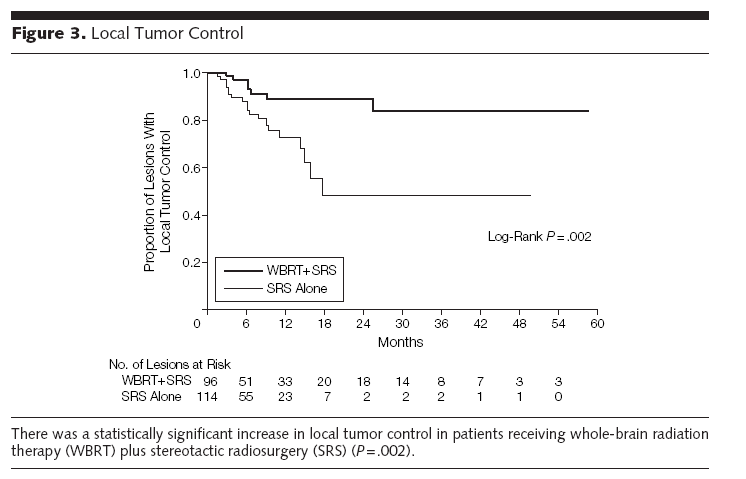 Figure 3. Local Tumor Control
1.0
0.8
0.6
0.4
0.2
Proportion of Lesions With
Local Tumor Control
Log-Rank P=.002
WBRT+SRS
SRS Alone
0 6 12 18 24 30 36 42 48 54 60
Months
No. of Lesions at Risk
WBRT+SRS 96 51 33 20 18 14 8 7 3 3
SRS Alone 114 55 23 7 2 2 2 1 1 0
There was a statistically significant increase in local tumor control in patients receiving whole-brain radiation
therapy (WBRT) plus stereotactic radiosurgery (SRS) (P=.002).